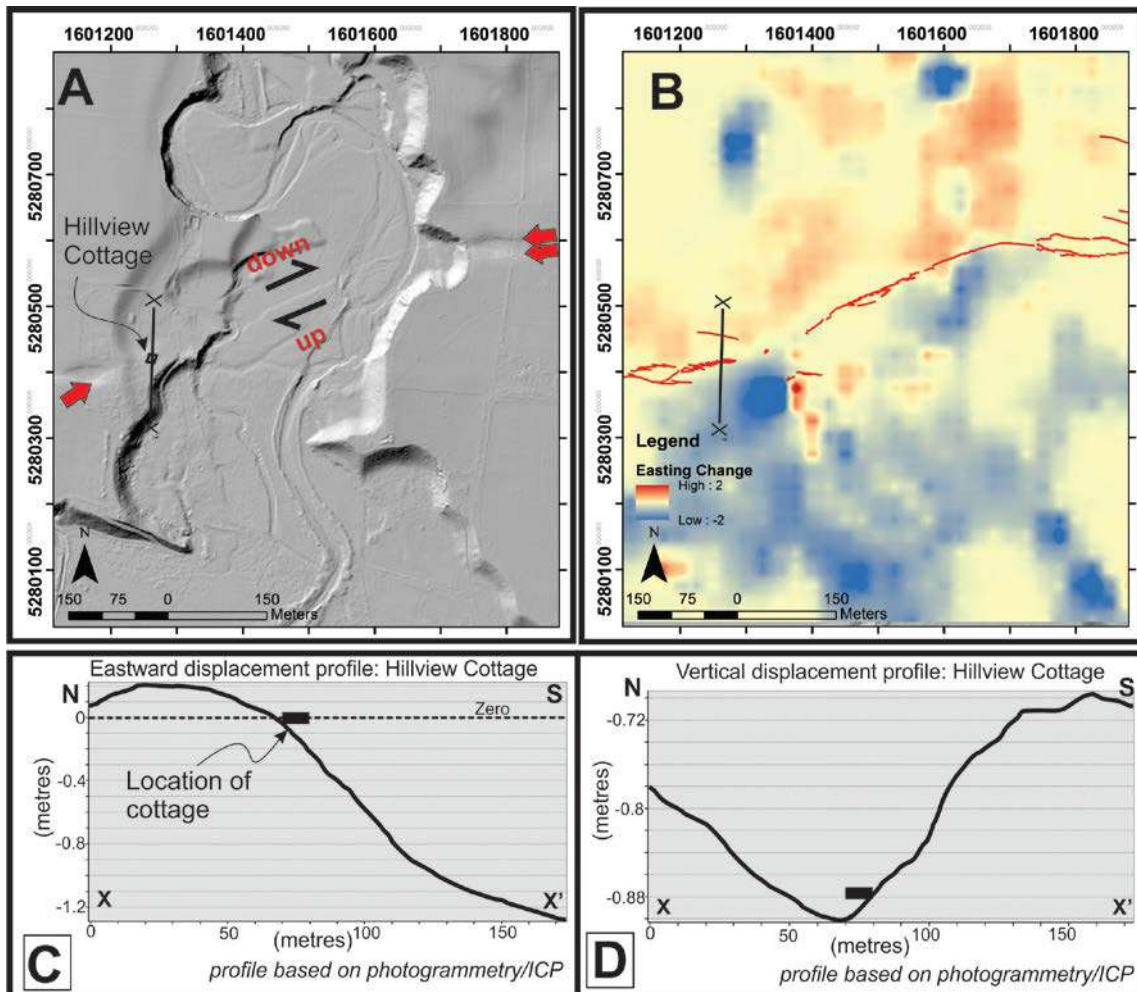 1601200 1601400 1601600 1601800
A
5280700
5280500
5280300
5280100
Hillview
Cottage
down
up
N
150 75 0 150
Meters
1601200 1601400 1601600 1601800
B
5280700
5280500
5280300
5280100
Legend
Easting Change
High : 2
Low : -2
N
150 75 0 150
Meters
Eastward displacement profile: Hillview Cottage
N S
0
Zero
-0.4
-0.8
-1.2
(metres)
Location of
cottage
X X'
0 50 100 150
(metres)
C
profile based on photogrammetry/ICP
Vertical displacement profile: Hillview Cottage
N S
-0.72
-0.8
-0.88
(metres)
X X'
0 50 100 150
(metres)
D
profile based on photogrammetry/ICP